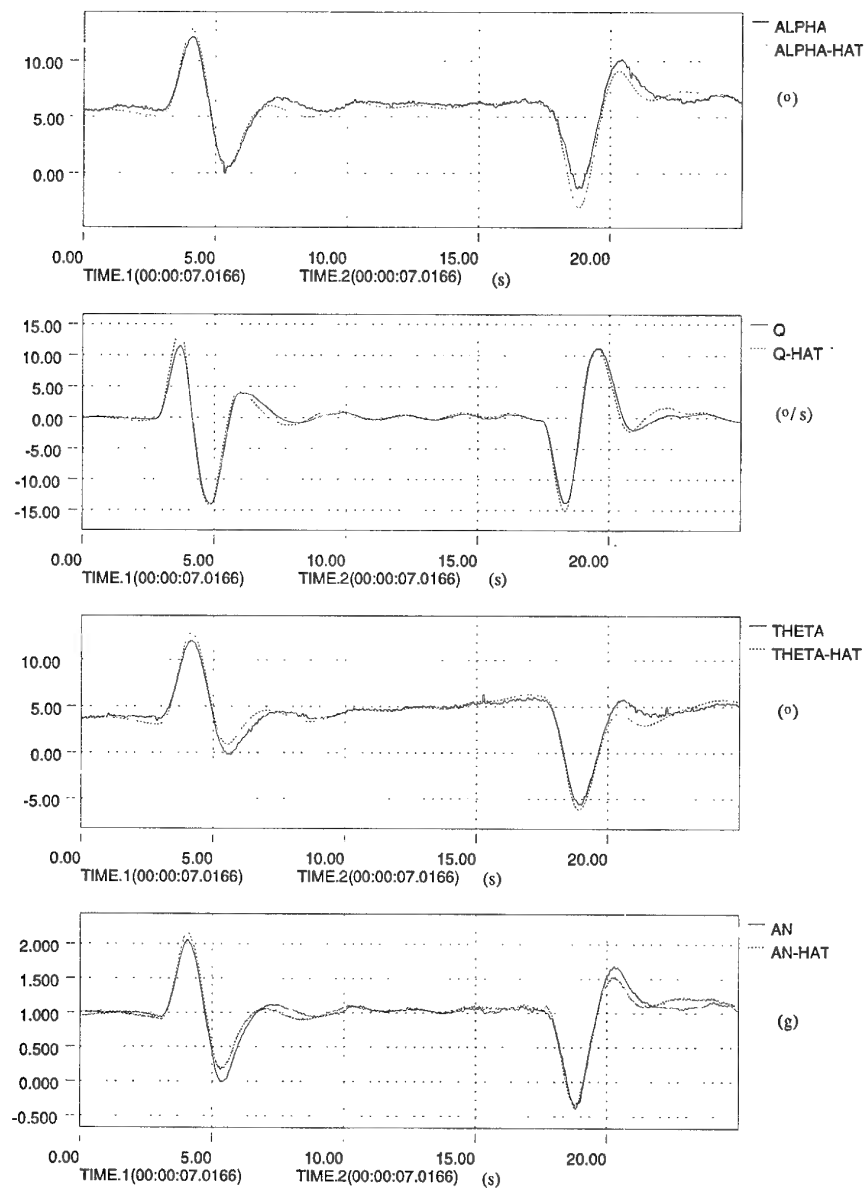 ALPHA
ALPHA-HAT
10.00
5.00
0.00
(º)
0.00 5.00 10.00 15.00 20.00
TIME.1(00:00:07.0166) TIME.2(00:00:07.0166) (s)
15.00
10.00
5.00
0.00
-5.00
-10.00
-15.00
Q
Q-HAT
(º/s)
0.00 5.00 10.00 15.00 20.00
TIME.1(00:00:07.0166) TIME.2(00:00:07.0166) (s)
THETA
THETA-HAT
10.00
5.00
0.00
-5.00
(º)
0.00 5.00 10.00 15.00 20.00
TIME.1(00:00:07.0166) TIME.2(00:00:07.0166) (s)
AN
AN-HAT
2.000
1.500
1.000
0.500
0.000
-0.500
(g)
0.00 5.00 10.00 15.00 20.00
TIME.1(00:00:07.0166) TIME.2(00:00:07.0166) (s)